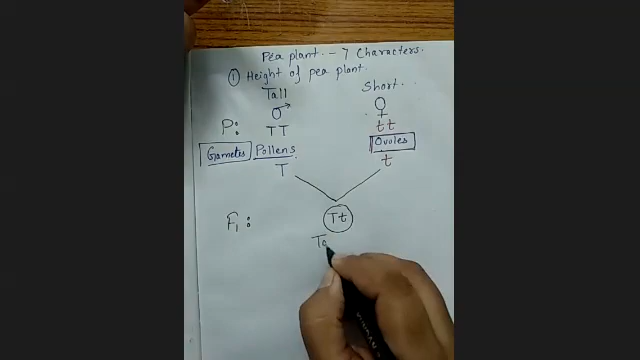 Pea plant. - 7 Characters.
① Height of pea plant.
Tall Short
♂ ♀
P: TT tt
Gametes Pollens Ovules
T t
F₁: Tt
Ta